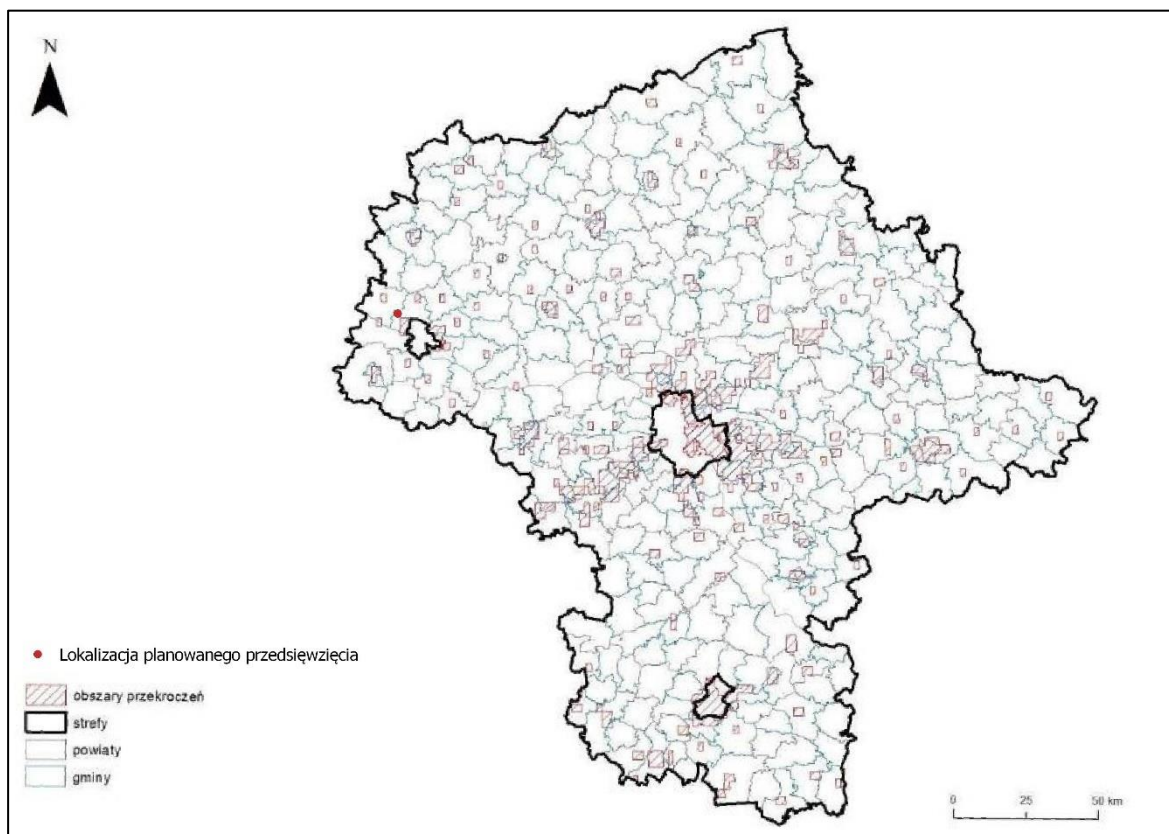 N
Lokalizacja planowanego przedsięwzięcia
obszary przekroczeń
strefy
powiaty
gminy
0 25 50 km